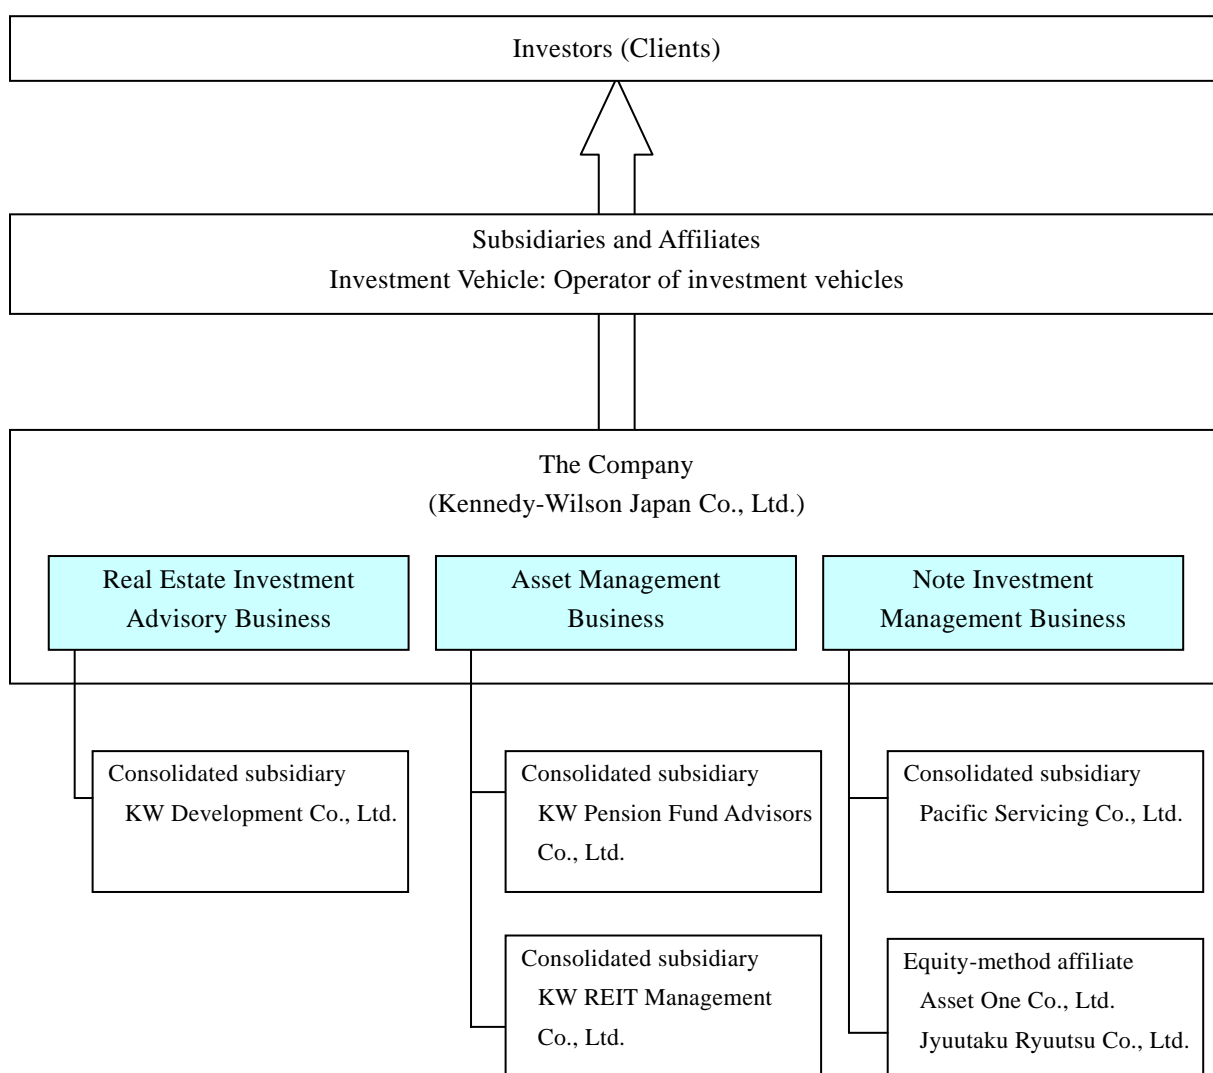 Investors (Clients)
Subsidiaries and Affiliates
Investment Vehicle: Operator of investment vehicles
The Company
(Kennedy-Wilson Japan Co., Ltd.)
Real Estate Investment
Advisory Business
Asset Management
Business
Note Investment
Management Business
Consolidated subsidiary
KW Development Co., Ltd.
Consolidated subsidiary
KW Pension Fund Advisors
Co., Ltd.
Consolidated subsidiary
Pacific Servicing Co., Ltd.
Consolidated subsidiary
KW REIT Management
Co., Ltd.
Equity-method affiliate
Asset One Co., Ltd.
Jyuutaku Ryuutsu Co., Ltd.